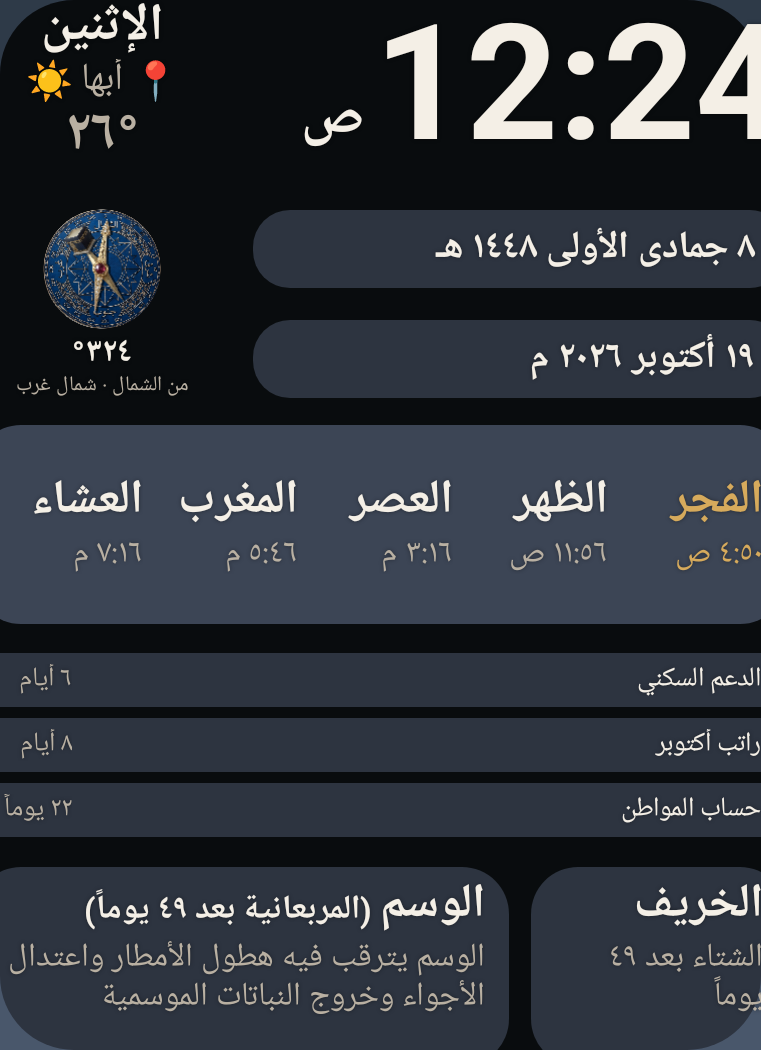 الإثنين
📍 أبها ☀️
٢٦°
12:24 ص
٨ جمادى الأولى ١٤٤٨ هـ
١٩ أكتوبر ٢٠٢٦ م
٣٢٤°
من الشمال · شمال غرب
الفجر الظهر العصر المغرب العشاء
٤:٥٠ ص ١١:٥٦ ص ٣:١٦ م ٥:٤٦ م ٧:١٦ م
الدعم السكني ٦ أيام
راتب أكتوبر ٨ أيام
حساب المواطن ٢٢ يوماً
الخريف
الشتاء بعد ٤٩
يوماً
الوسم (المربعانية بعد ٤٩ يوماً)
الوسم يترقب فيه هطول الأمطار واعتدال
الأجواء وخروج النباتات الموسمية